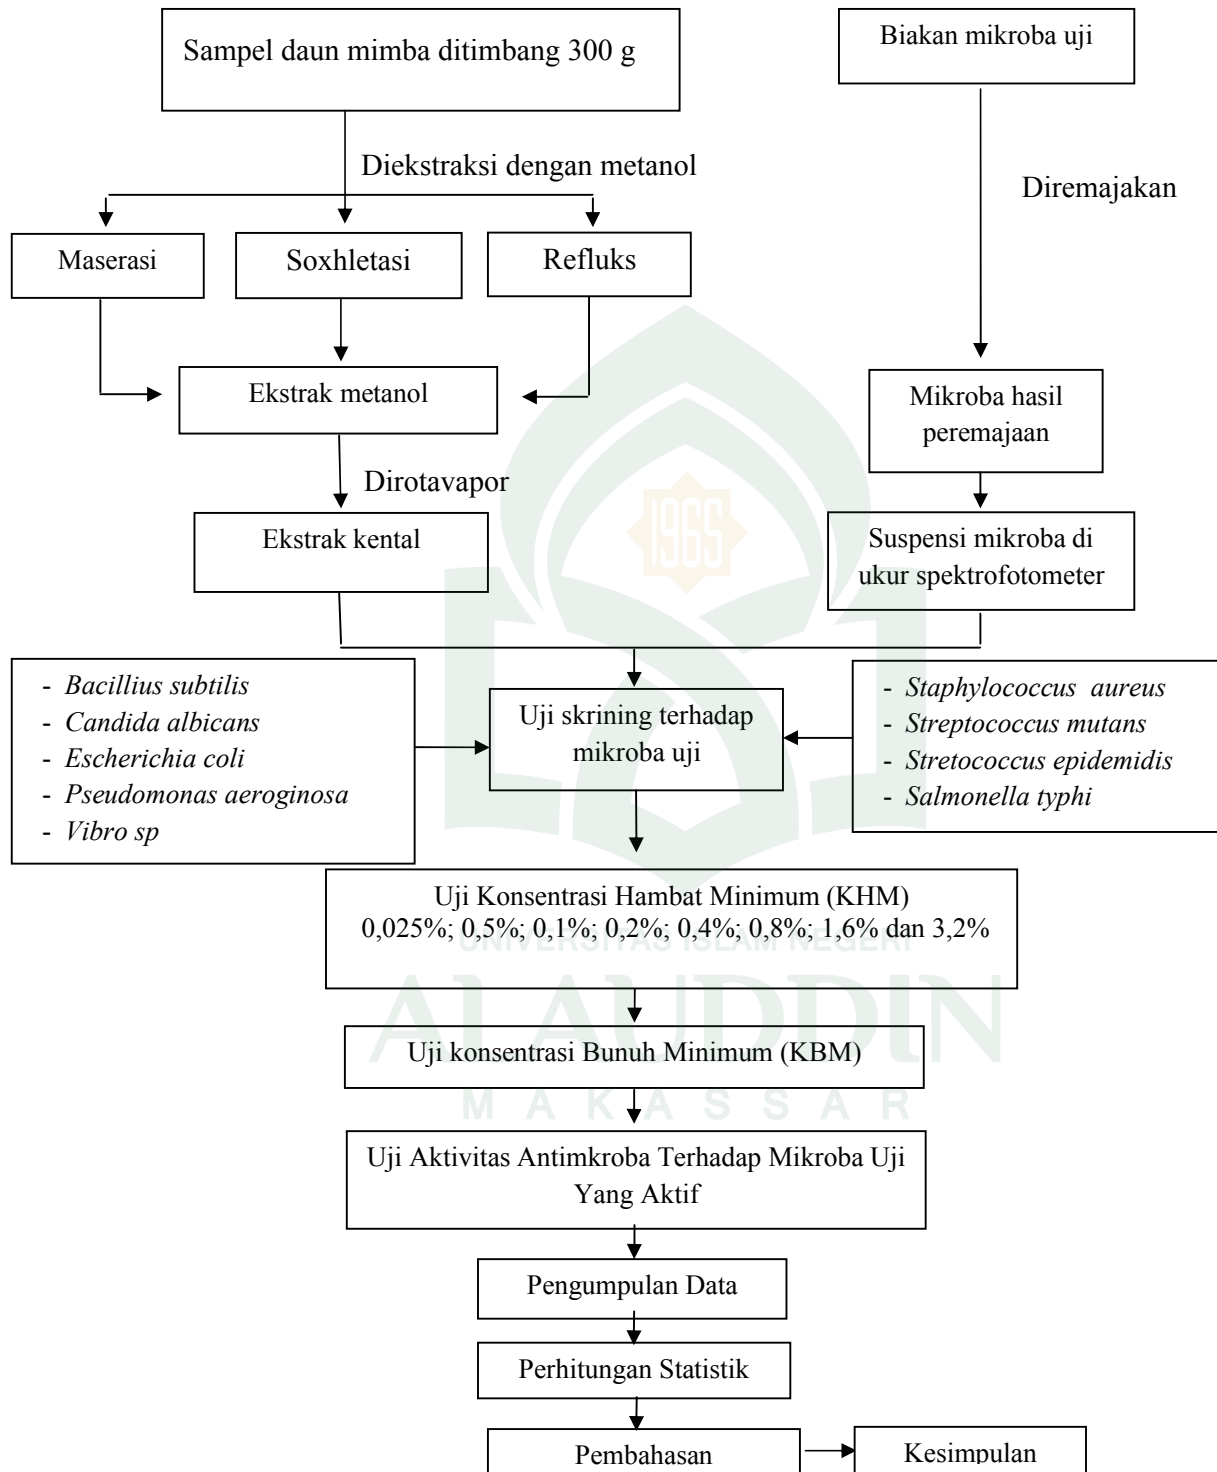 Sampel daun mimba ditimbang 300 g
Biakan mikroba uji
Diekstraksi dengan metanol
Diremajakan
Maserasi
Soxhletasi
Refluks
Ekstrak metanol
Mikroba hasil
peremajaan
Dirotavapor
1965
Ekstrak kental
Suspensi mikroba di
ukur spektrofotometer
- Bacillius subtilis
- Candida albicans
- Escherichia coli
- Pseudomonas aeroginosa
- Vibro sp
Uji skrining terhadap
mikroba uji
- Staphylococcus aureus
- Streptococcus mutans
- Stretococcus epidemidis
- Salmonella typhi
Uji Konsentrasi Hambat Minimum (KHM)
0,025%; 0,5%; 0,1%; 0,2%; 0,4%; 0,8%; 1,6% dan 3,2%
UNIVERSITAS ISLAM NEGERI
ALAUDDIN
Uji konsentrasi Bunuh Minimum (KBM)
MAKASSAR
Uji Aktivitas Antimkroba Terhadap Mikroba Uji
Yang Aktif
Pengumpulan Data
Perhitungan Statistik
Pembahasan
Kesimpulan